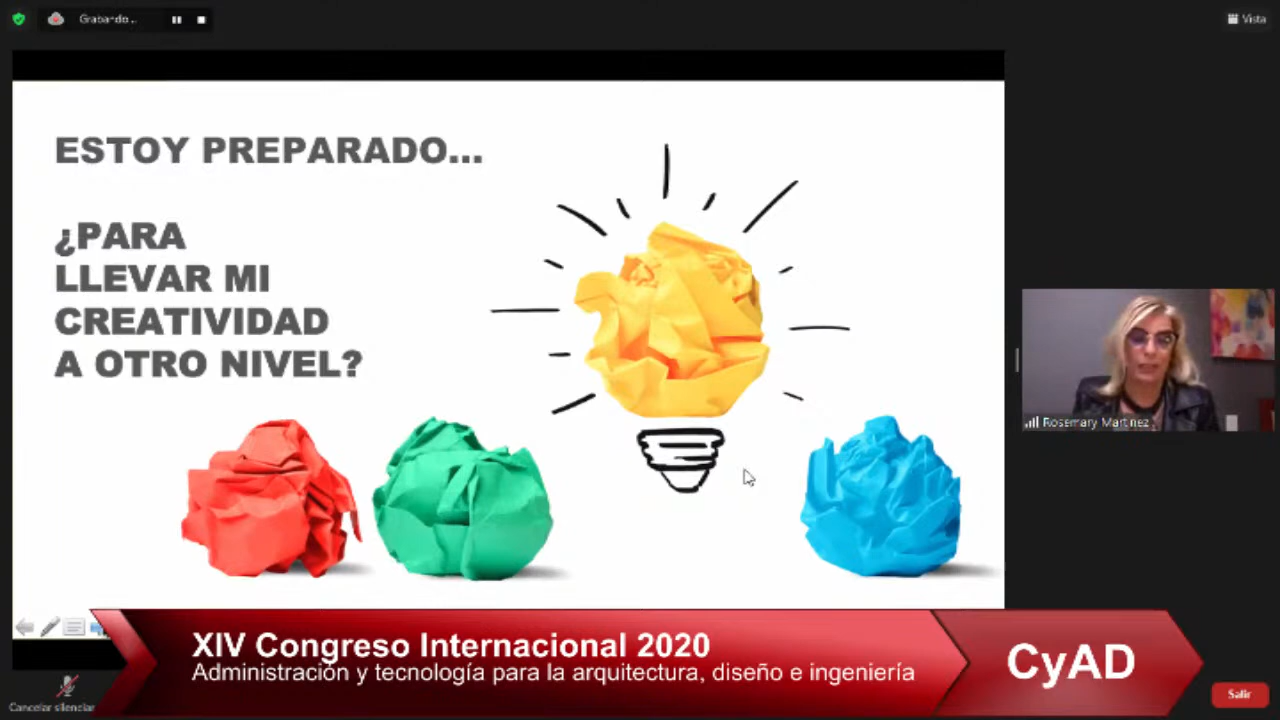 Grabando...
Vista
ESTOY PREPARADO...
¿PARA
LLEVAR MI
CREATIVIDAD
A OTRO NIVEL?
Rosemary Martinez
XIV Congreso Internacional 2020
Administración y tecnología para la arquitectura, diseño e ingeniería
CyAD
Cancelar silenciar
Salir